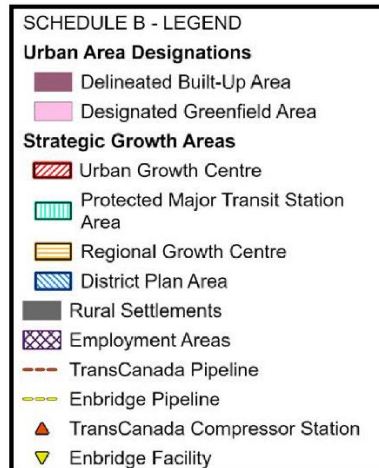 SCHEDULE B - LEGEND
Urban Area Designations
Delineated Built-Up Area
Designated Greenfield Area
Strategic Growth Areas
Urban Growth Centre
Protected Major Transit Station
Area
Regional Growth Centre
District Plan Area
Rural Settlements
Employment Areas
TransCanada Pipeline
Enbridge Pipeline
TransCanada Compressor Station
Enbridge Facility